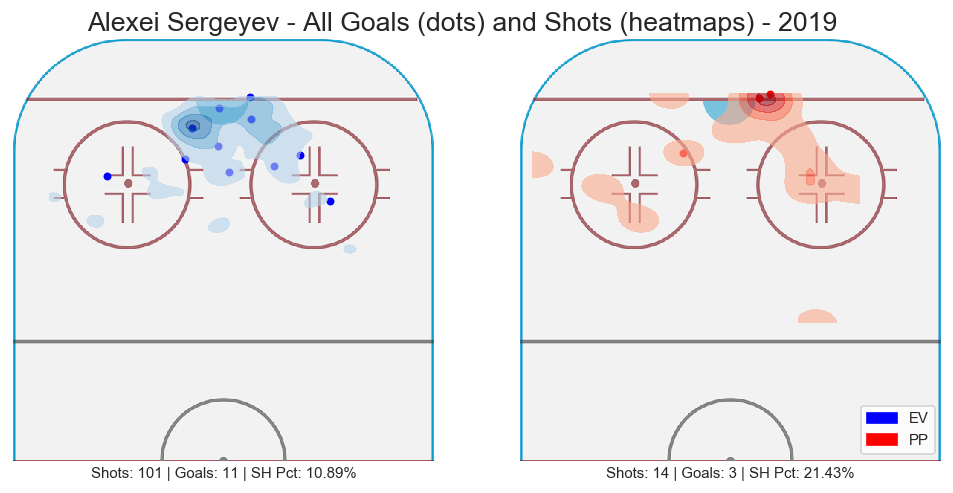 Alexei Sergeyev - All Goals (dots) and Shots (heatmaps) - 2019
EV
PP
Shots: 101 | Goals: 11 | SH Pct: 10.89%
Shots: 14 | Goals: 3 | SH Pct: 21.43%